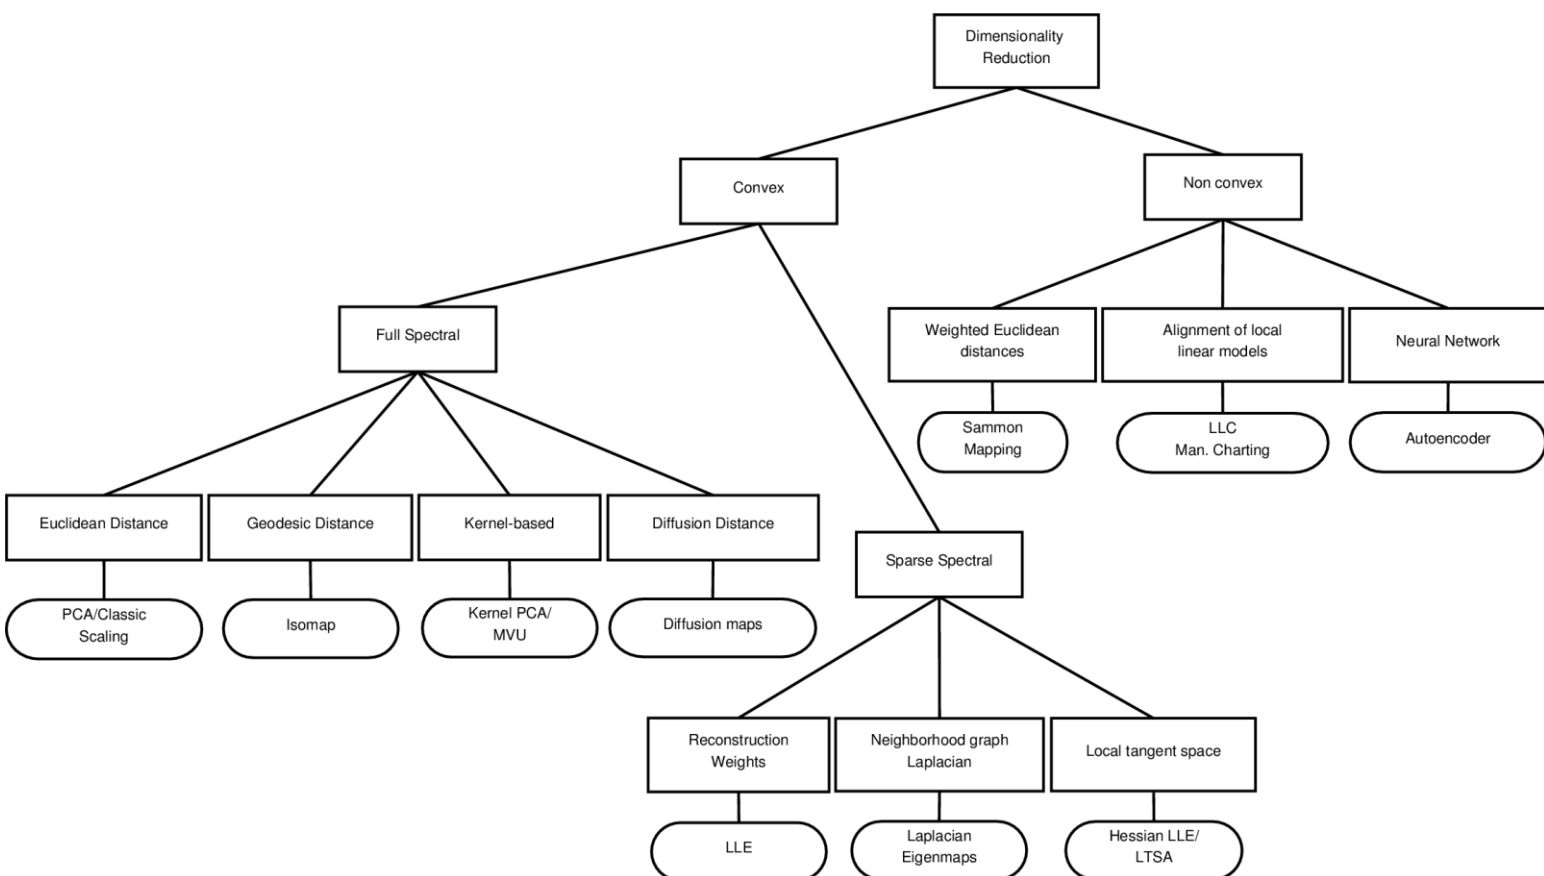 Dimensionality
Reduction
Convex
Non convex
Full Spectral
Weighted Euclidean
distances
Alignment of local
linear models
Neural Network
Sammon
Mapping
LLC
Man. Charting
Autoencoder
Euclidean Distance
Geodesic Distance
Kernel-based
Diffusion Distance
Sparse Spectral
PCA/Classic
Scaling
Isomap
Kernel PCA/
MVU
Diffusion maps
Reconstruction
Weights
Neighborhood graph
Laplacian
Local tangent space
LLE
Laplacian
Eigenmaps
Hessian LLE/
LTSA